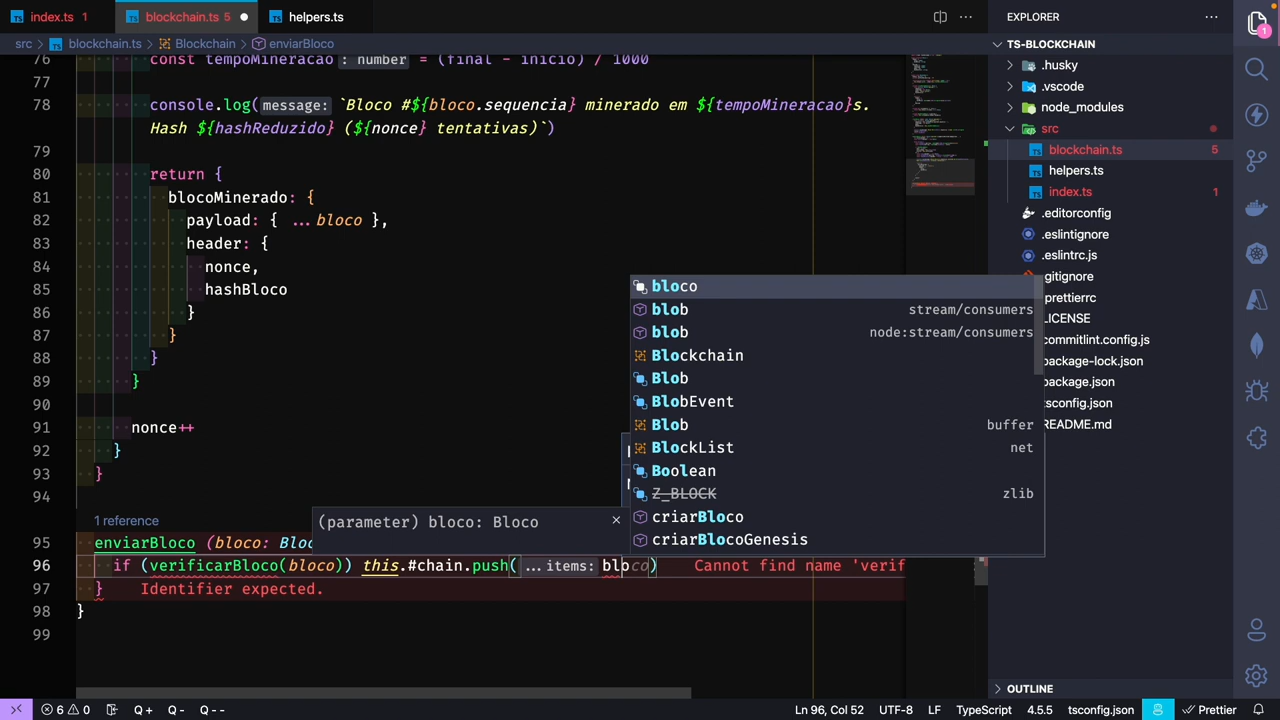 index.ts 1 blockchain.ts 5 helpers.ts
src > blockchain.ts > Blockchain > enviarBloco
76 const tempoMineracao : number = (final - inicio) / 1000
77
78 console.log(message: `Bloco #${bloco.sequencia} minerado em ${tempoMineracao}s.
Hash ${hashReduzido} (${nonce} tentativas)`)
79
80 return {
81 blocoMinerado: {
82 payload: { ...bloco },
83 header: {
84 nonce,
85 hashBloco
86 }
87 }
88 }
89 }
90
91 nonce++
92 }
93 }
94
1 reference
95 enviarBloco (bloco: Bloc
96 if (verificarBloco(bloco)) this.#chain.push(...items: bloco) Cannot find name 'verif
97 } Identifier expected.
98 }
99
(parameter) bloco: Bloco
bloco
blob stream/consumers
blob node:stream/consumers
Blockchain
Blob
BlobEvent
Blob buffer
BlockList net
Boolean
Z_BLOCK zlib
criarBloco
criarBlocoGenesis
EXPLORER
TS-BLOCKCHAIN
.husky
.vscode
node_modules
src
blockchain.ts 5
helpers.ts
index.ts 1
.editorconfig
.eslintignore
.eslintrc.js
gitignore
prettierrc
LICENSE
commitlint.config.js
package-lock.json
package.json
tsconfig.json
README.md
OUTLINE
1
6 0 Q+ Q- Q-- Ln 96, Col 52 UTF-8 LF TypeScript 4.5.5 tsconfig.json Prettier